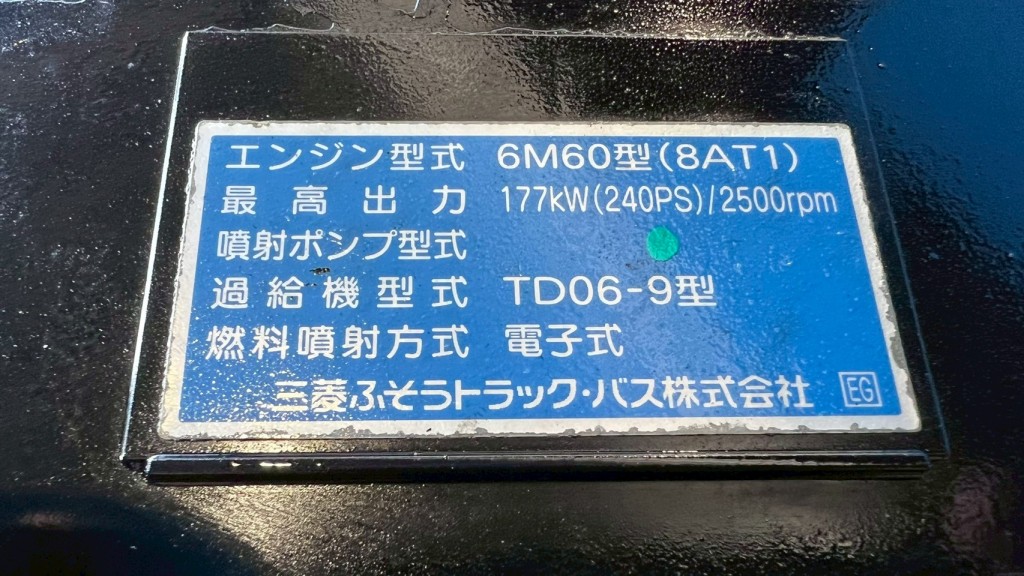 エンジン型式 6M60型(8AT1)
最高出力 177kW(240PS)/2500rpm
噴射ポンプ型式
過給機型式 TD06-9型
燃料噴射方式 電子式
三菱ふそうトラック・バス株式会社 EG